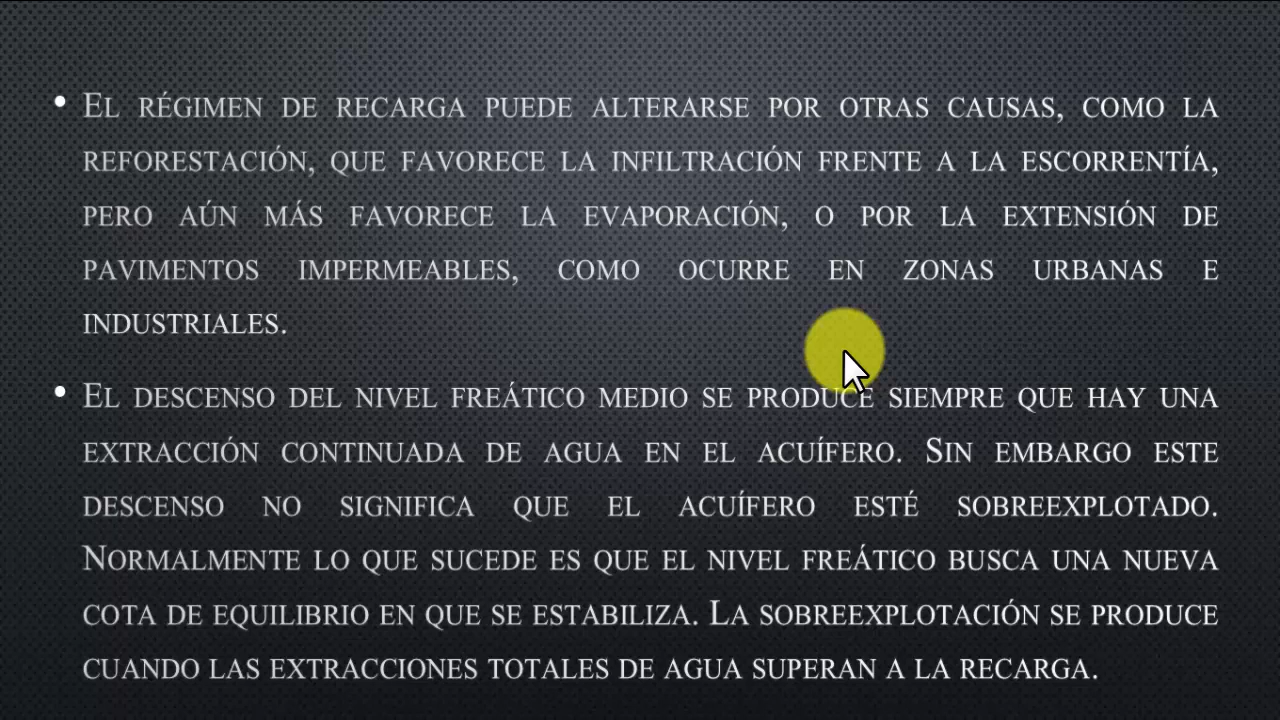 • El régimen de recarga puede alterarse por otras causas, como la
reforestación, que favorece la infiltración frente a la escorrentía,
pero aún más favorece la evaporación, o por la extensión de
pavimentos impermeables, como ocurre en zonas urbanas e
industriales.
• El descenso del nivel freático medio se produce siempre que hay una
extracción continuada de agua en el acuífero. Sin embargo este
descenso no significa que el acuífero esté sobreexplotado.
Normalmente lo que sucede es que el nivel freático busca una nueva
cota de equilibrio en que se estabiliza. La sobreexplotación se produce
cuando las extracciones totales de agua superan a la recarga.